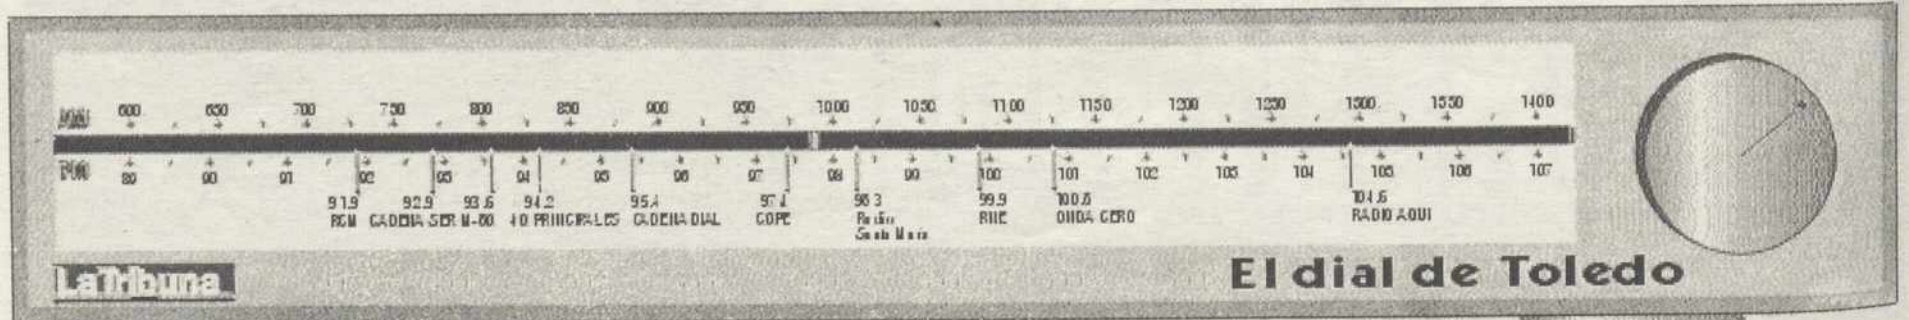 600 650 700 750 800 850 900 950 1000 1050 1100 1150 1200 1250 1300 1350 1400
89 90 91 92 93 94 95 96 97 98 99 100 101 102 103 104 105 106 107
91.9 92.9 93.6 94.2 95.4 97.4 98.3 99.9 100.6 104.6
RCM CADENA SER M-80 40 PRINCIPALES CADENA DIAL COPE Radio RNE ONDA CERO RADIO AQUI
Santa María
La Tribuna
El dial de Toledo